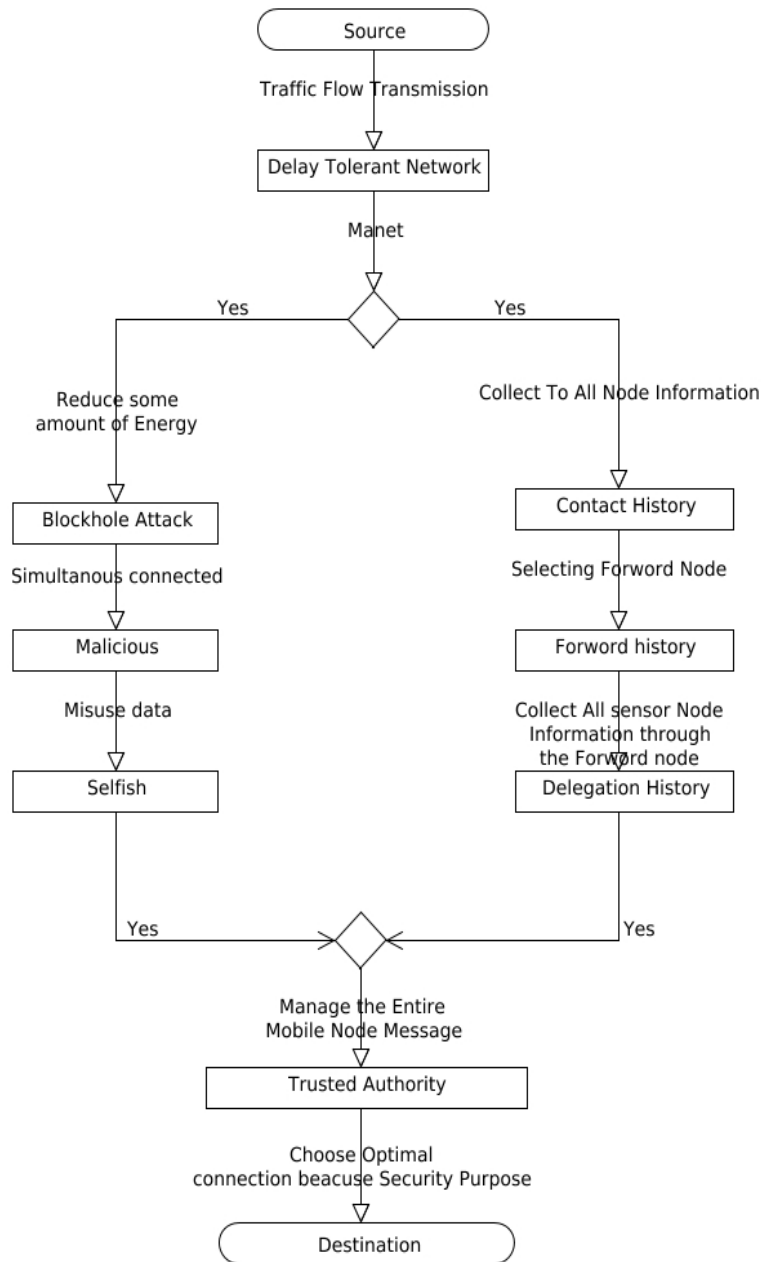 Source
Traffic Flow Transmission
Delay Tolerant Network
Manet
Yes
Yes
Reduce some
amount of Energy
Collect To All Node Information
Blockhole Attack
Contact History
Simultanous connected
Selecting Forword Node
Malicious
Forword history
Misuse data
Collect All sensor Node
Information through
the Forword node
Selfish
Delegation History
Yes
Yes
Manage the Entire
Mobile Node Message
Trusted Authority
Choose Optimal
connection beacuse Security Purpose
Destination